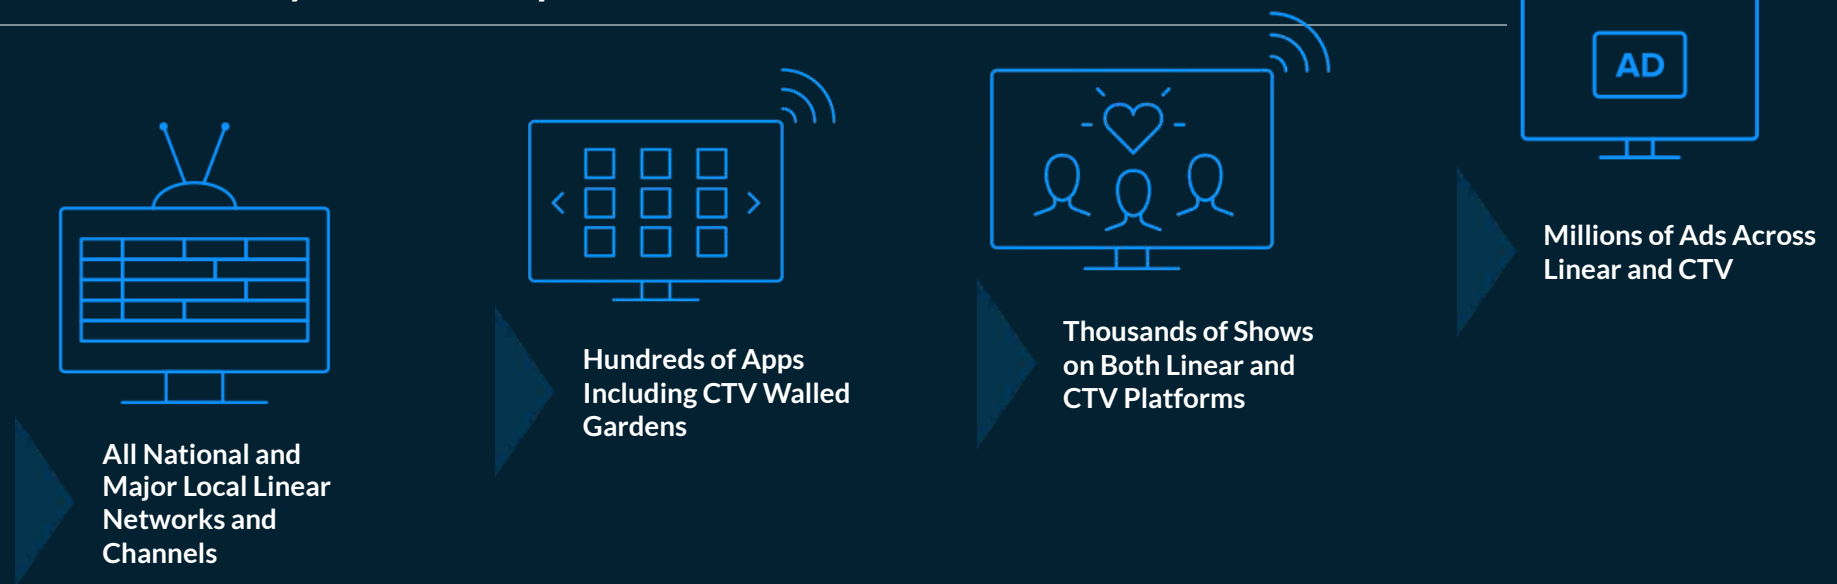 All National and
Major Local Linear
Networks and
Channels
Hundreds of Apps
Including CTV Walled
Gardens
Thousands of Shows
on Both Linear and
CTV Platforms
AD
Millions of Ads Across
Linear and CTV